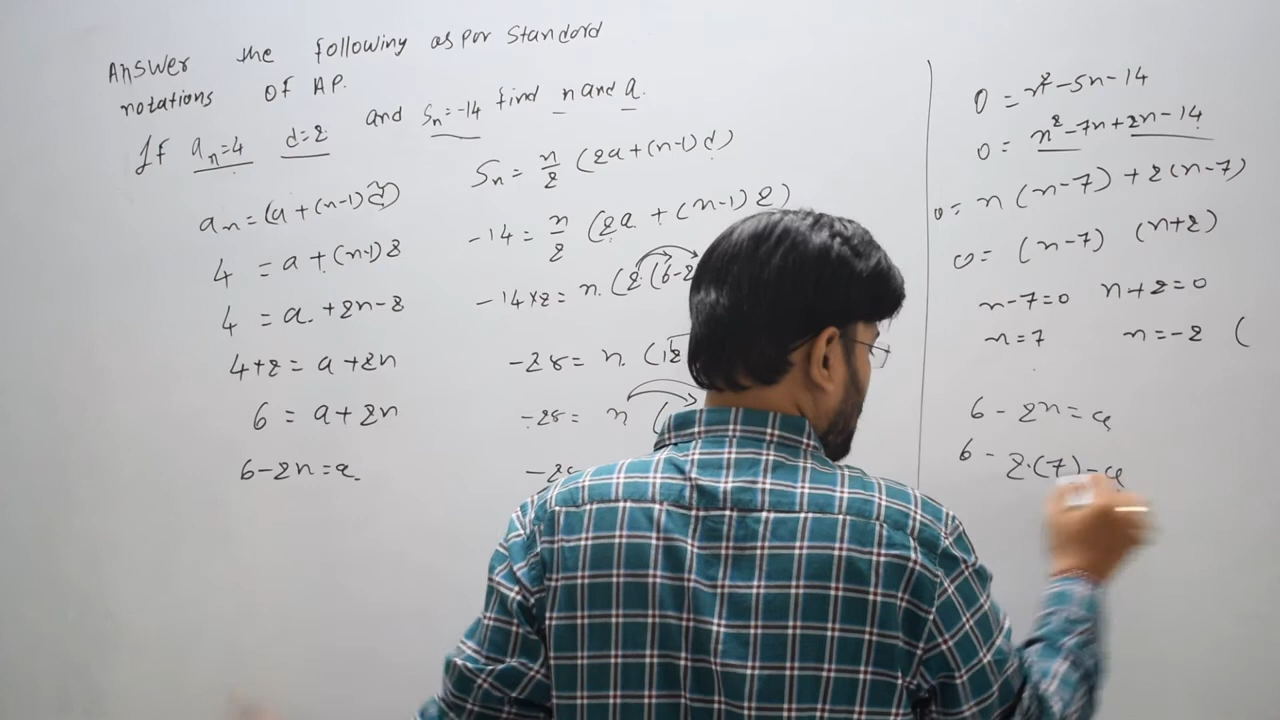 Answer the following as per standard
notations of AP.
If aₙ=4 d=2 and Sₙ=-14 find n and a.
aₙ=(a+(n-1)d)
4 = a+(n-1)2
4 = a+2n-2
4+2= a+2n
6 = a+2n
6-2n=a
Sₙ= n/2 (2a+(n-1)d)
-14= n/2 (2a+(n-1)2)
-14×2= n.(2.(6-2
-28= n.(12
-28= n (
-28
0 = n²-5n-14
0= n²-7n+2n-14
0= n(n-7)+2(n-7)
0= (n-7) (n+2)
n-7=0 n+2=0
n=7 n=-2 (
6-2n=a
6-2.(7)=a